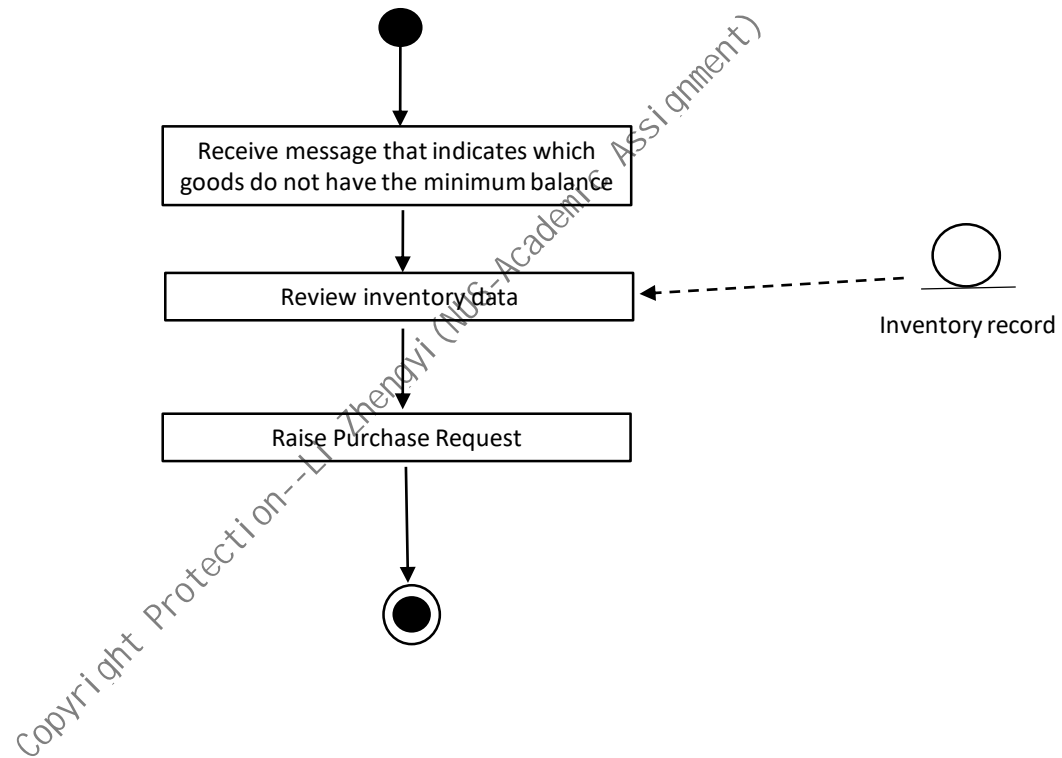 Receive message that indicates which
goods do not have the minimum balance
Review inventory data
Inventory record
Raise Purchase Request
Copyright Protection--LI Zhengyi(NUS-Academic Assignment)